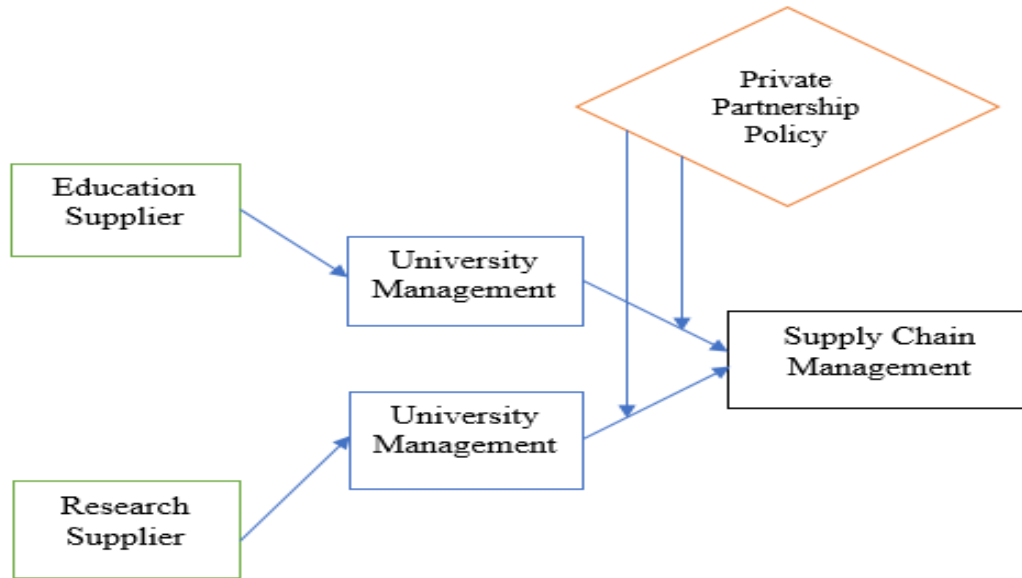 Private
Partnership
Policy
Education
Supplier
University
Management
Supply Chain
Management
University
Management
Research
Supplier